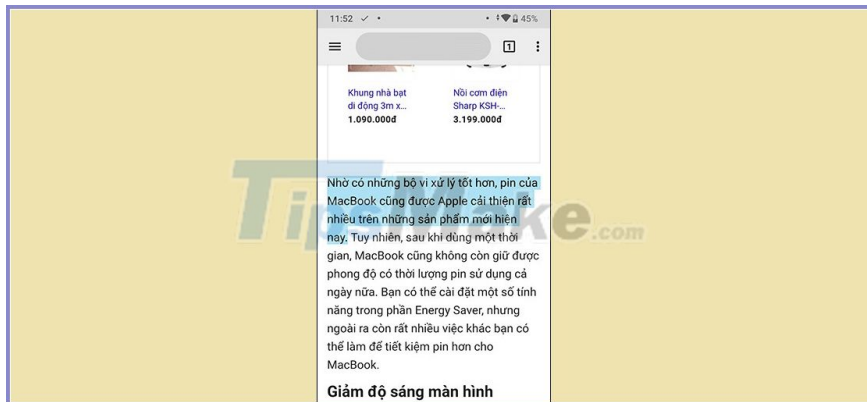 11:52
45%
1
Khung nhà bạt
di động 3m x...
1.090.000đ
Nồi cơm điện
Sharp KSH-...
3.199.000đ
Nhờ có những bộ vi xử lý tốt hơn, pin của
MacBook cũng được Apple cải thiện rất
nhiều trên những sản phẩm mới hiện
nay. Tuy nhiên, sau khi dùng một thời
gian, MacBook cũng không còn giữ được
phong độ có thời lượng pin sử dụng cả
ngày nữa. Bạn có thể cài đặt một số tính
năng trong phần Energy Saver, nhưng
ngoài ra còn rất nhiều việc khác bạn có
thể làm để tiết kiệm pin hơn cho
MacBook.
Giảm độ sáng màn hình
TipsMake.com